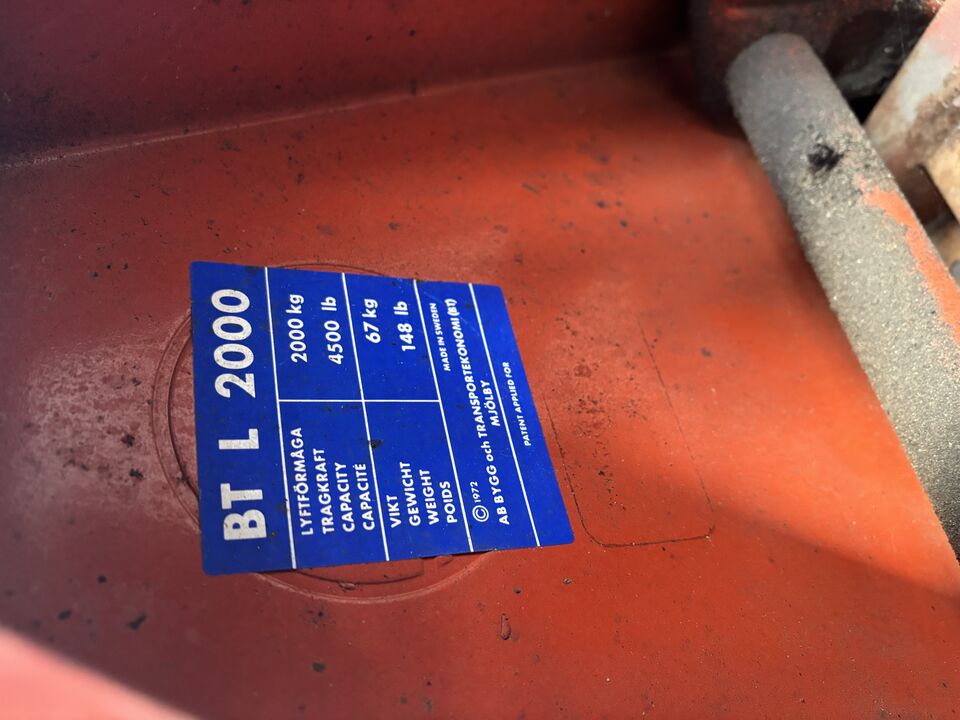 BT L 2000
LYFTFÖRMÅGA 2000 kg
TRAGKRAFT 4500 lb
CAPACITY
CAPACITÉ
VIKT 67 kg
GEWICHT 148 lb
WEIGHT
POIDS
© 1972 MADE IN SWEDEN
AB BYGG och TRANSPORTEKONOMI (BT)
MJÖLBY
PATENT APPLIED FOR